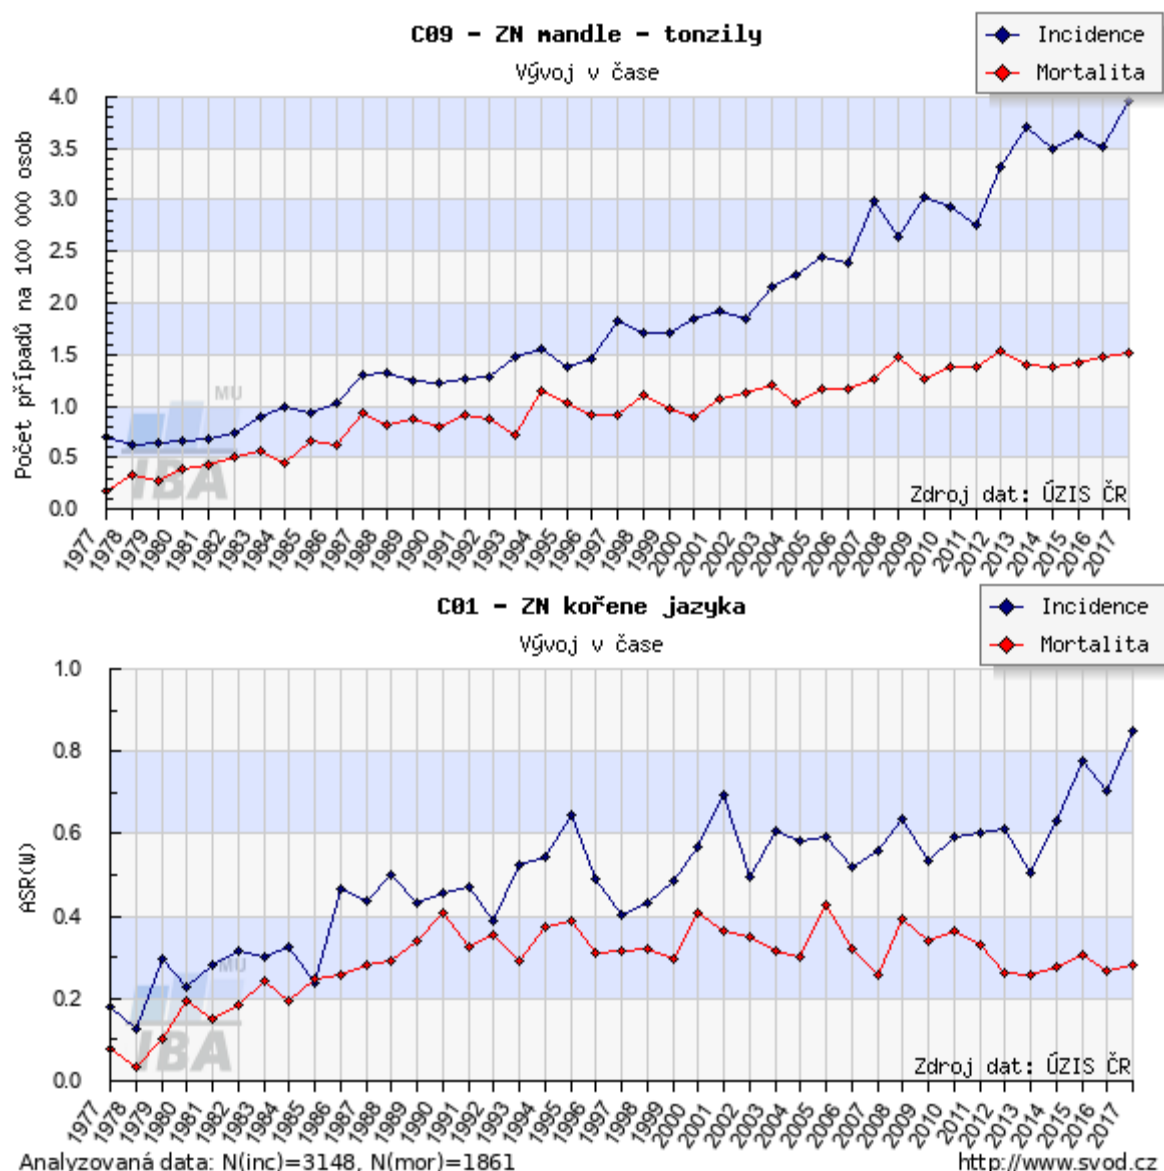 C09 - ZN mandle - tonzily
Vývoj v čase
Incidence
Mortalita
Počet případů na 100 000 osob
4.0
3.5
3.0
2.5
2.0
1.5
1.0
0.5
0.0
MU
IBA
Zdroj dat: ÚZIS ČR
1977 1978 1979 1980 1981 1982 1983 1984 1985 1986 1987 1988 1989 1990 1991 1992 1993 1994 1995 1996 1997 1998 1999 2000 2001 2002 2003 2004 2005 2006 2007 2008 2009 2010 2011 2012 2013 2014 2015 2016 2017
C01 - ZN kořene jazyka
Vývoj v čase
Incidence
Mortalita
ASR(W)
1.0
0.8
0.6
0.4
0.2
0.0
MU
IBA
Zdroj dat: ÚZIS ČR
1977 1978 1979 1980 1981 1982 1983 1984 1985 1986 1987 1988 1989 1990 1991 1992 1993 1994 1995 1996 1997 1998 1999 2000 2001 2002 2003 2004 2005 2006 2007 2008 2009 2010 2011 2012 2013 2014 2015 2016 2017
Analyzovaná data: N(inc)=3148, N(mor)=1861
http://www.svod.cz